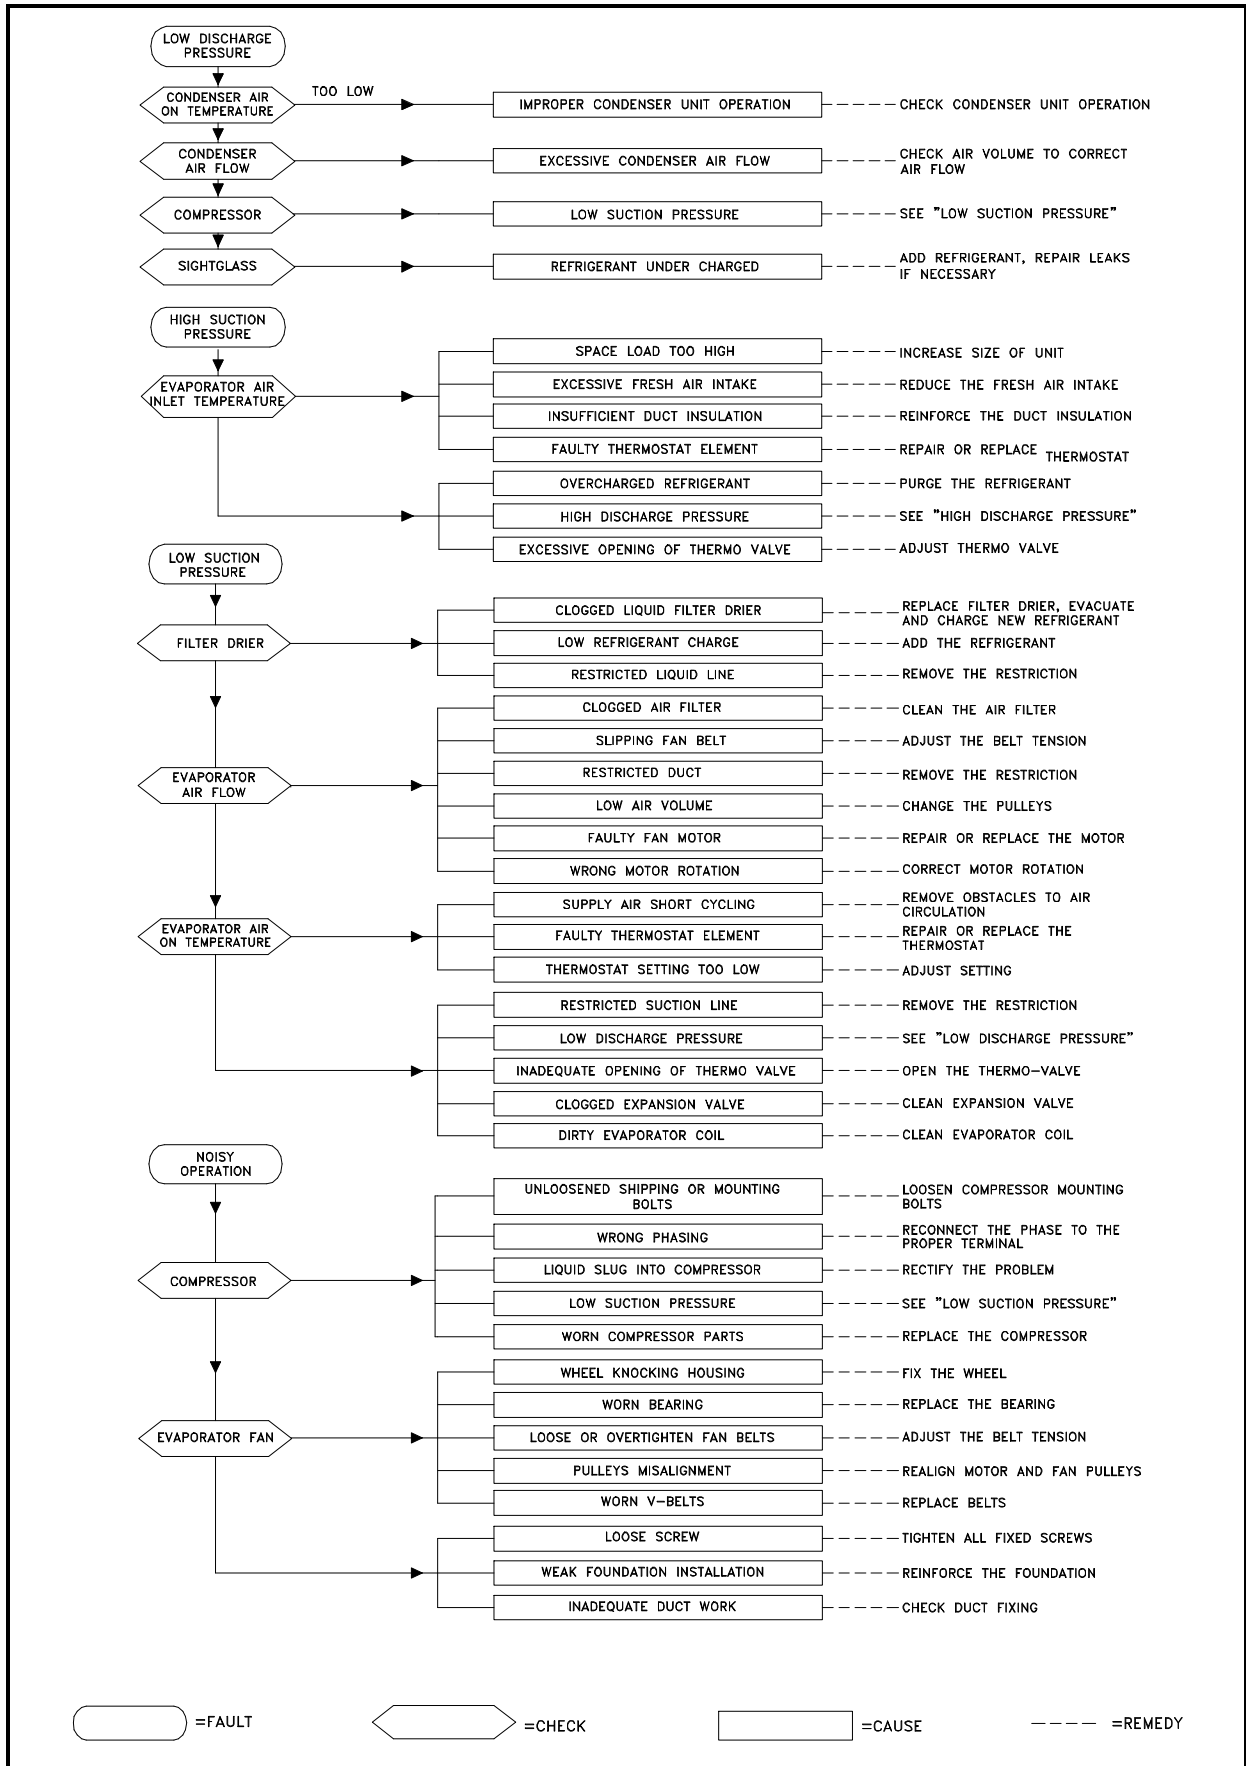 LOW DISCHARGE
PRESSURE
CONDENSER AIR
ON TEMPERATURE
TOO LOW
IMPROPER CONDENSER UNIT OPERATION
CHECK CONDENSER UNIT OPERATION
CONDENSER
AIR FLOW
EXCESSIVE CONDENSER AIR FLOW
CHECK AIR VOLUME TO CORRECT
AIR FLOW
COMPRESSOR
LOW SUCTION PRESSURE
SEE "LOW SUCTION PRESSURE"
SIGHTGLASS
REFRIGERANT UNDER CHARGED
ADD REFRIGERANT, REPAIR LEAKS
IF NECESSARY
HIGH SUCTION
PRESSURE
EVAPORATOR AIR
INLET TEMPERATURE
SPACE LOAD TOO HIGH
INCREASE SIZE OF UNIT
EXCESSIVE FRESH AIR INTAKE
REDUCE THE FRESH AIR INTAKE
INSUFFICIENT DUCT INSULATION
REINFORCE THE DUCT INSULATION
FAULTY THERMOSTAT ELEMENT
REPAIR OR REPLACE THERMOSTAT
OVERCHARGED REFRIGERANT
PURGE THE REFRIGERANT
HIGH DISCHARGE PRESSURE
SEE "HIGH DISCHARGE PRESSURE"
EXCESSIVE OPENING OF THERMO VALVE
ADJUST THERMO VALVE
LOW SUCTION
PRESSURE
FILTER DRIER
CLOGGED LIQUID FILTER DRIER
REPLACE FILTER DRIER, EVACUATE
AND CHARGE NEW REFRIGERANT
LOW REFRIGERANT CHARGE
ADD THE REFRIGERANT
RESTRICTED LIQUID LINE
REMOVE THE RESTRICTION
EVAPORATOR
AIR FLOW
CLOGGED AIR FILTER
CLEAN THE AIR FILTER
SLIPPING FAN BELT
ADJUST THE BELT TENSION
RESTRICTED DUCT
REMOVE THE RESTRICTION
LOW AIR VOLUME
CHANGE THE PULLEYS
FAULTY FAN MOTOR
REPAIR OR REPLACE THE MOTOR
WRONG MOTOR ROTATION
CORRECT MOTOR ROTATION
EVAPORATOR AIR
ON TEMPERATURE
SUPPLY AIR SHORT CYCLING
REMOVE OBSTACLES TO AIR
CIRCULATION
FAULTY THERMOSTAT ELEMENT
REPAIR OR REPLACE THE
THERMOSTAT
THERMOSTAT SETTING TOO LOW
ADJUST SETTING
RESTRICTED SUCTION LINE
REMOVE THE RESTRICTION
LOW DISCHARGE PRESSURE
SEE "LOW DISCHARGE PRESSURE"
INADEQUATE OPENING OF THERMO VALVE
OPEN THE THERMO-VALVE
CLOGGED EXPANSION VALVE
CLEAN EXPANSION VALVE
DIRTY EVAPORATOR COIL
CLEAN EVAPORATOR COIL
NOISY
OPERATION
COMPRESSOR
UNLOOSENED SHIPPING OR MOUNTING
BOLTS
LOOSEN COMPRESSOR MOUNTING
BOLTS
WRONG PHASING
RECONNECT THE PHASE TO THE
PROPER TERMINAL
LIQUID SLUG INTO COMPRESSOR
RECTIFY THE PROBLEM
LOW SUCTION PRESSURE
SEE "LOW SUCTION PRESSURE"
WORN COMPRESSOR PARTS
REPLACE THE COMPRESSOR
EVAPORATOR FAN
WHEEL KNOCKING HOUSING
FIX THE WHEEL
WORN BEARING
REPLACE THE BEARING
LOOSE OR OVERTIGHTEN FAN BELTS
ADJUST THE BELT TENSION
PULLEYS MISALIGNMENT
REALIGN MOTOR AND FAN PULLEYS
WORN V-BELTS
REPLACE BELTS
LOOSE SCREW
TIGHTEN ALL FIXED SCREWS
WEAK FOUNDATION INSTALLATION
REINFORCE THE FOUNDATION
INADEQUATE DUCT WORK
CHECK DUCT FIXING
=FAULT
=CHECK
=CAUSE
=REMEDY